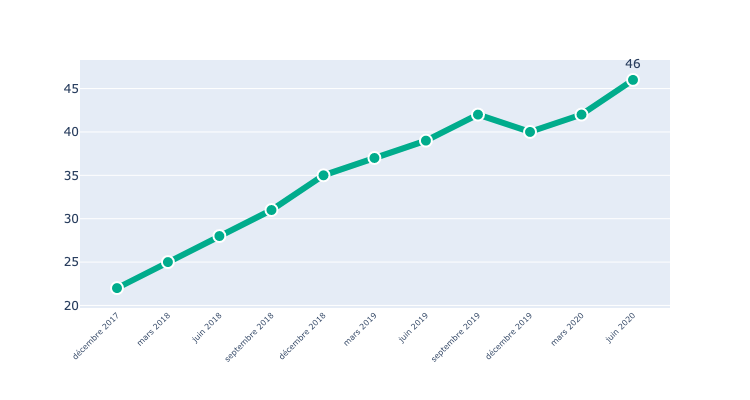 46
45
40
35
30
25
20
décembre 2017
mars 2018
juin 2018
septembre 2018
décembre 2018
mars 2019
juin 2019
septembre 2019
décembre 2019
mars 2020
juin 2020